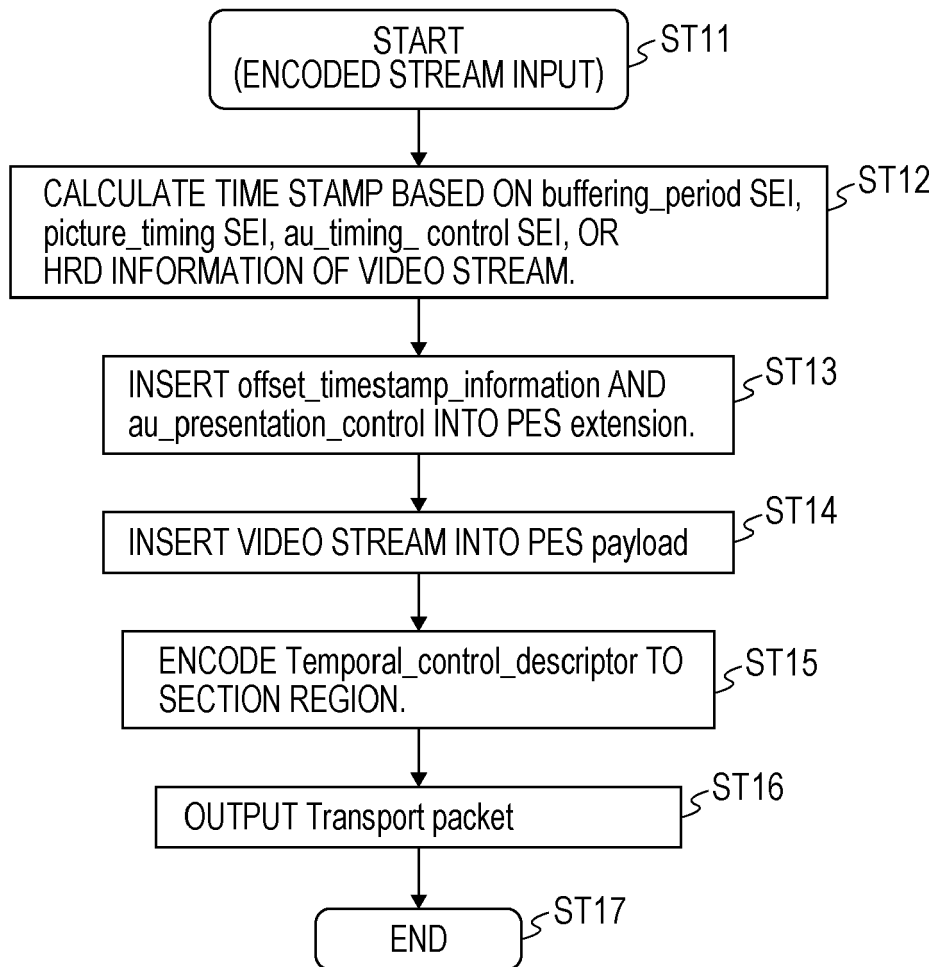 START
(ENCODED STREAM INPUT)
ST11
CALCULATE TIME STAMP BASED ON buffering_period SEI,
picture_timing SEI, au_timing_ control SEI, OR
HRD INFORMATION OF VIDEO STREAM.
ST12
INSERT offset_timestamp_information AND
au_presentation_control INTO PES extension.
ST13
INSERT VIDEO STREAM INTO PES payload
ST14
ENCODE Temporal_control_descriptor TO
SECTION REGION.
ST15
OUTPUT Transport packet
ST16
END
ST17